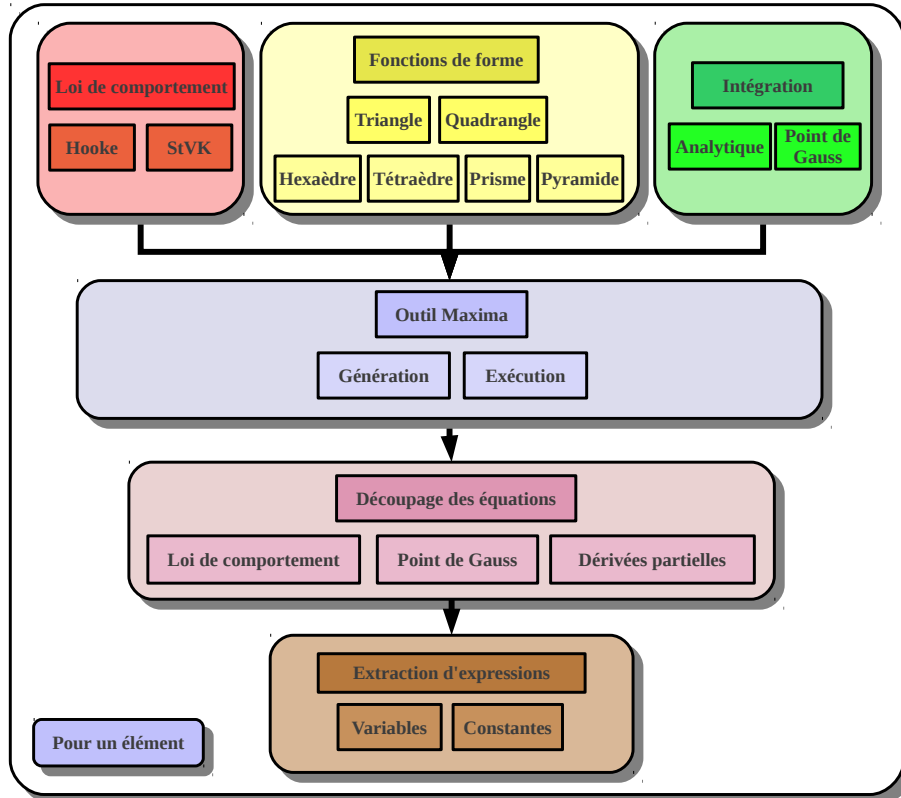 Loi de comportement
Hooke
StVK
Fonctions de forme
Triangle
Quadrangle
Hexaèdre
Tétraèdre
Prisme
Pyramide
Intégration
Analytique
Point de
Gauss
Outil Maxima
Génération
Exécution
Découpage des équations
Loi de comportement
Point de Gauss
Dérivées partielles
Extraction d'expressions
Variables
Constantes
Pour un élément